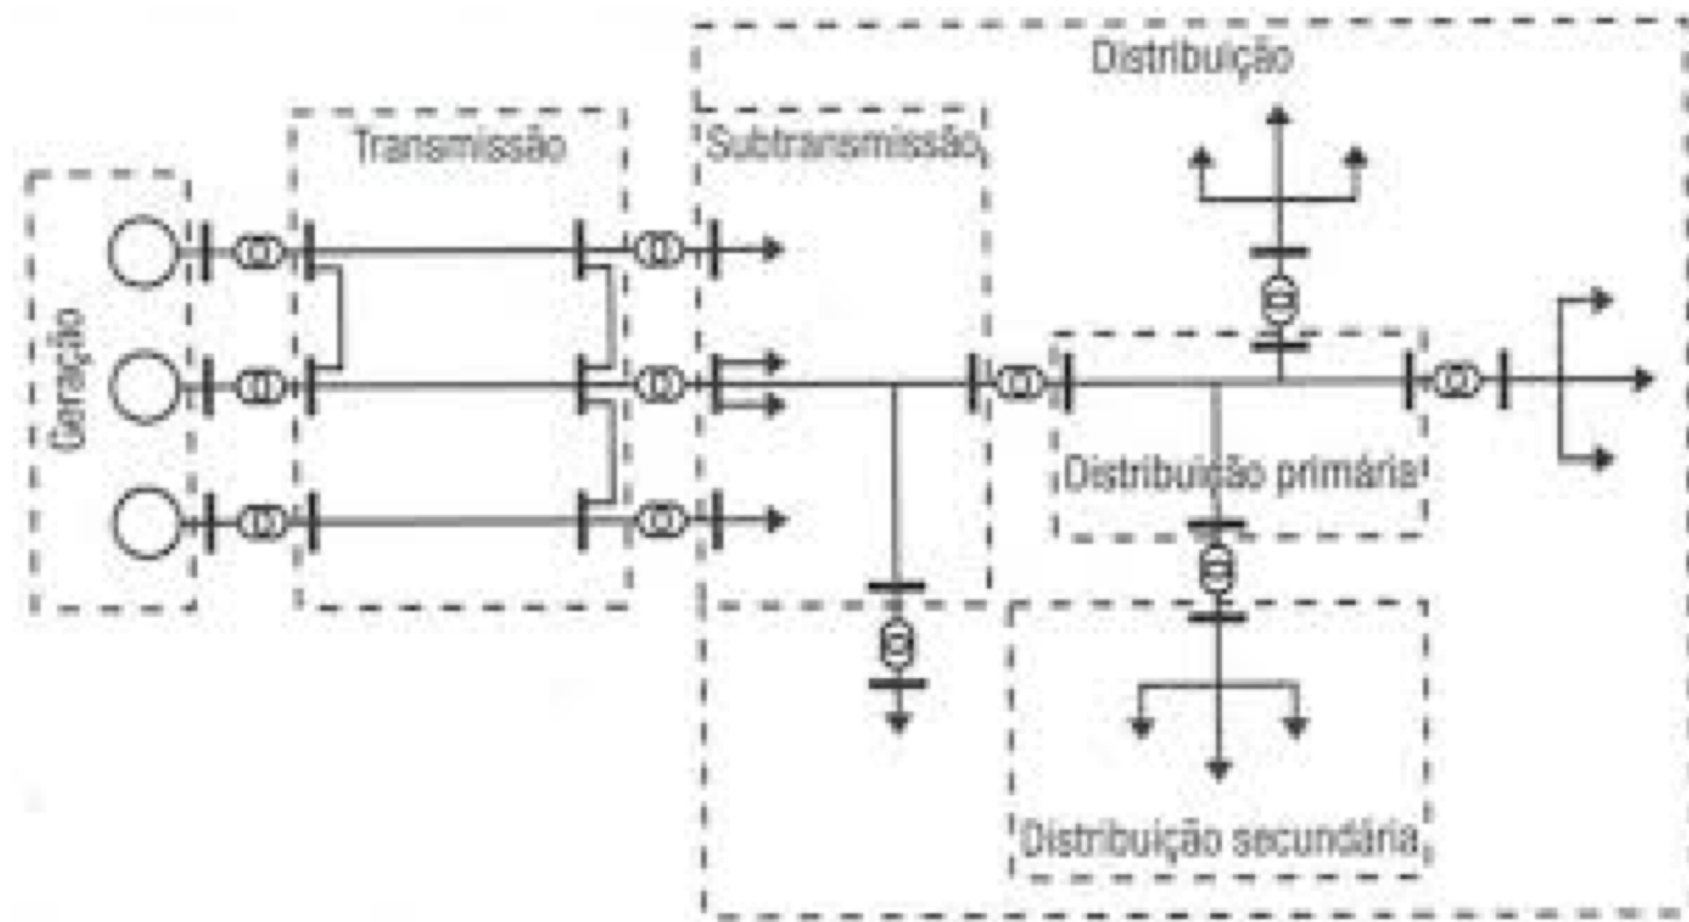 Distribuição
Transmissão
Subtransmissão
Geração
Distribuição primária
Distribuição secundária